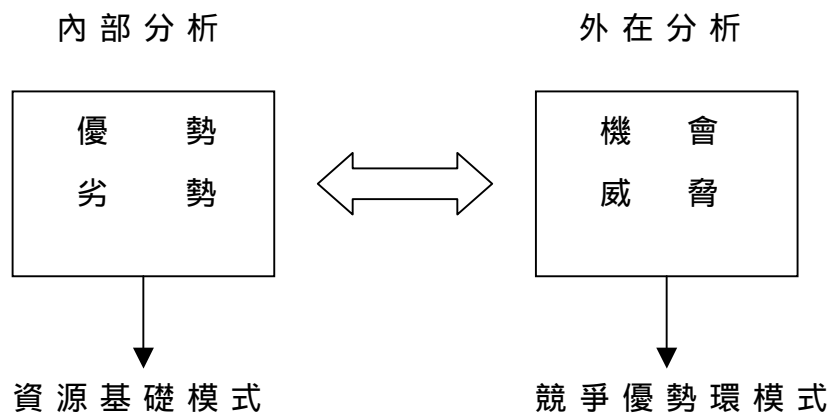 內部分析
外在分析
優勢
劣勢
機會
威脅
資源基礎模式
競爭優勢環模式